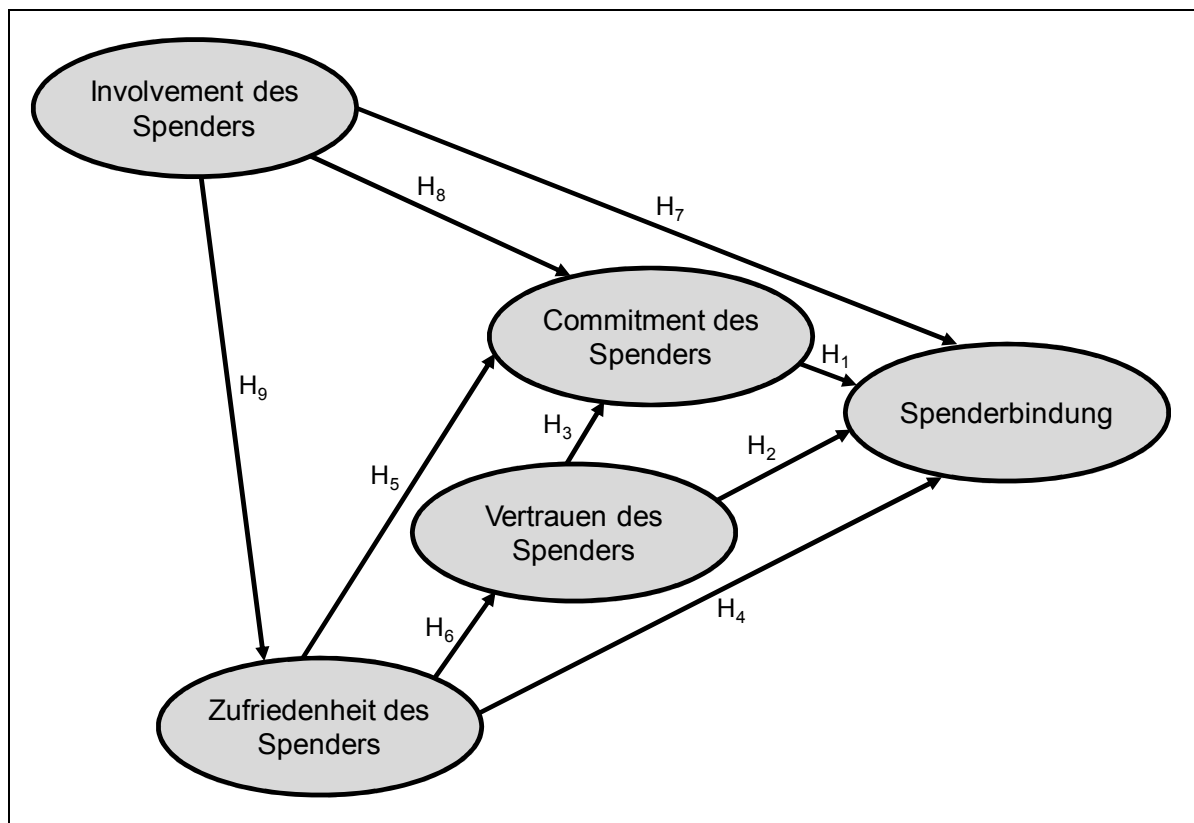 Involvement des
Spenders
H₈
H₇
Commitment des
Spenders
H₁
H₉
Spenderbindung
H₃
H₂
H₅
Vertrauen des
Spenders
H₄
H₆
Zufriedenheit des
Spenders